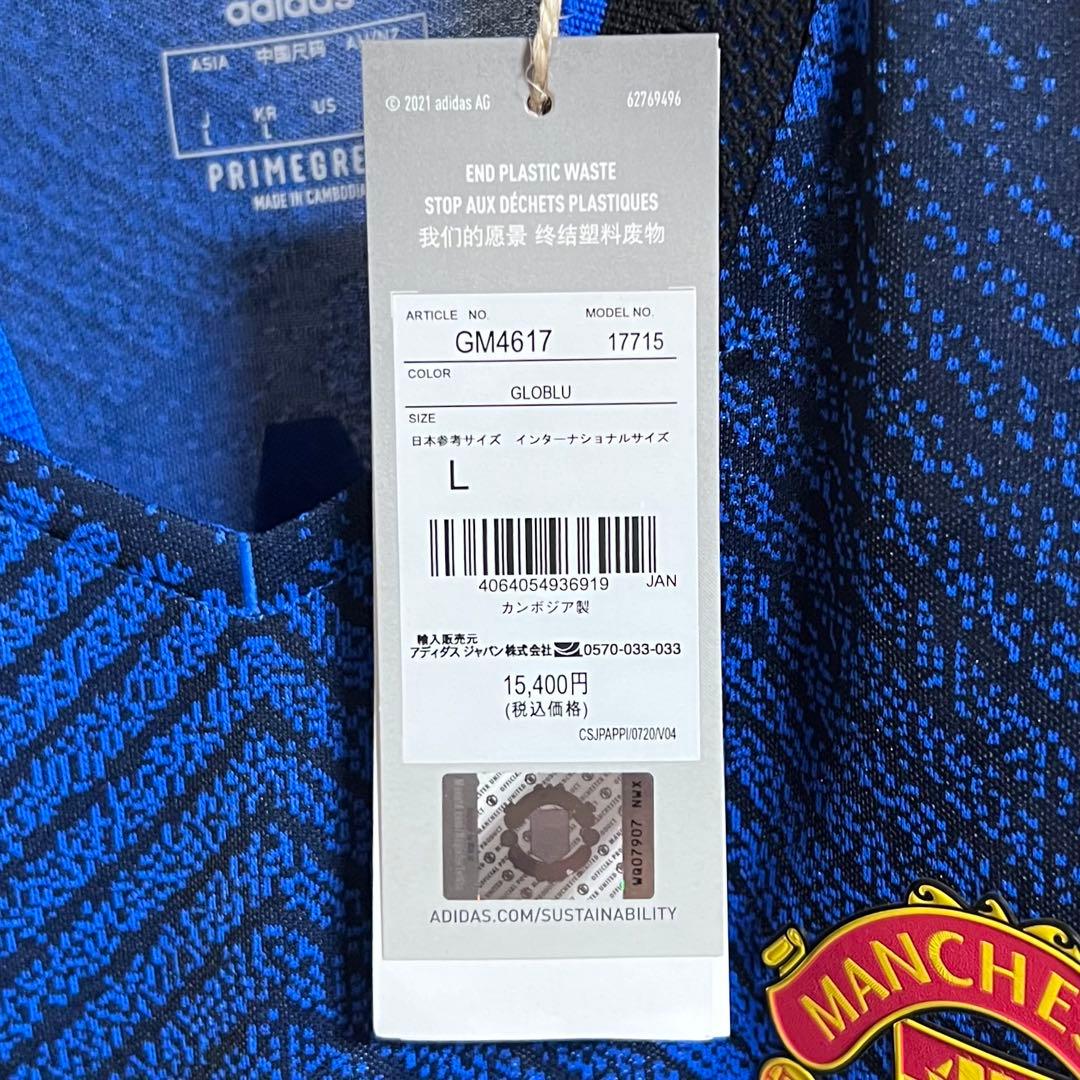 adidas
ASIA 中国尺码 AU/NZ
J KR US
L L
PRIMEGRE
MADE IN CAMBODIA
© 2021 adidas AG 62769496
END PLASTIC WASTE
STOP AUX DÉCHETS PLASTIQUES
我们的愿景 终结塑料废物
ARTICLE NO. MODEL NO.
GM4617 17715
COLOR
GLOBLU
SIZE
日本参考サイズ インターナショナルサイズ
L
4064054936919 JAN
カンボジア製
輸入販売元
アディダス ジャパン株式会社 0570-033-033
15,400円
(税込価格)
CSJPAPPI/0720/V04
WQ07907 NWX
ADIDAS.COM/SUSTAINABILITY
MANCHES